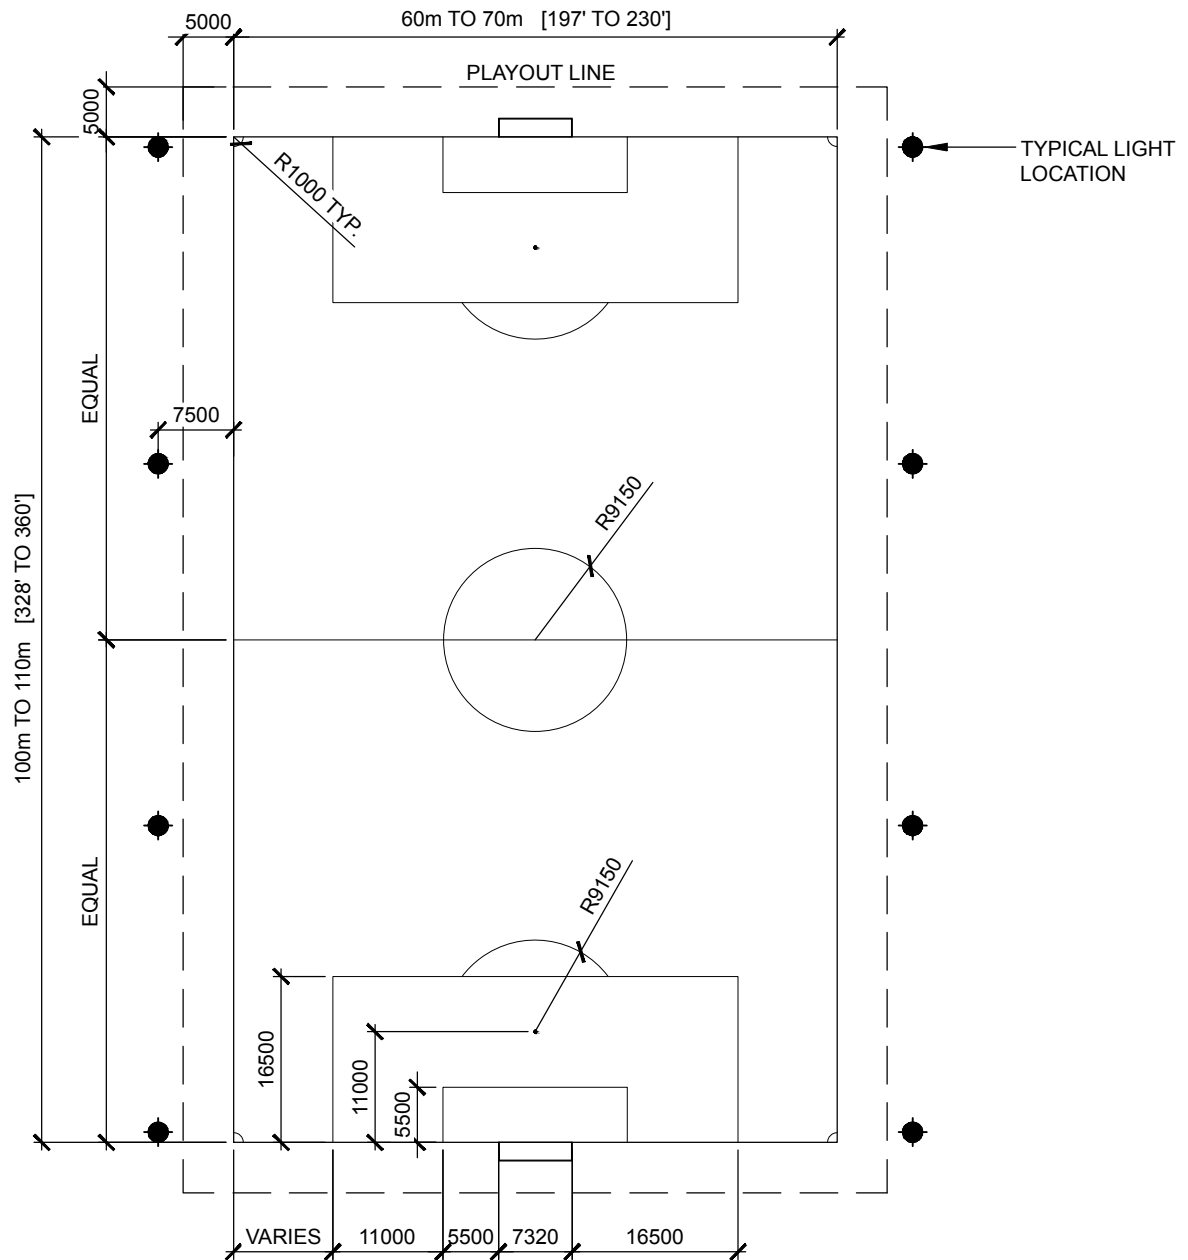 5000
60m TO 70m [197' TO 230']
PLAYOUT LINE
5000
R1000 TYP.
TYPICAL LIGHT
LOCATION
EQUAL
7500
R9150
100m TO 110m [328' TO 360']
EQUAL
R9150
16500
11000
5500
VARIES
11000
5500
7320
16500